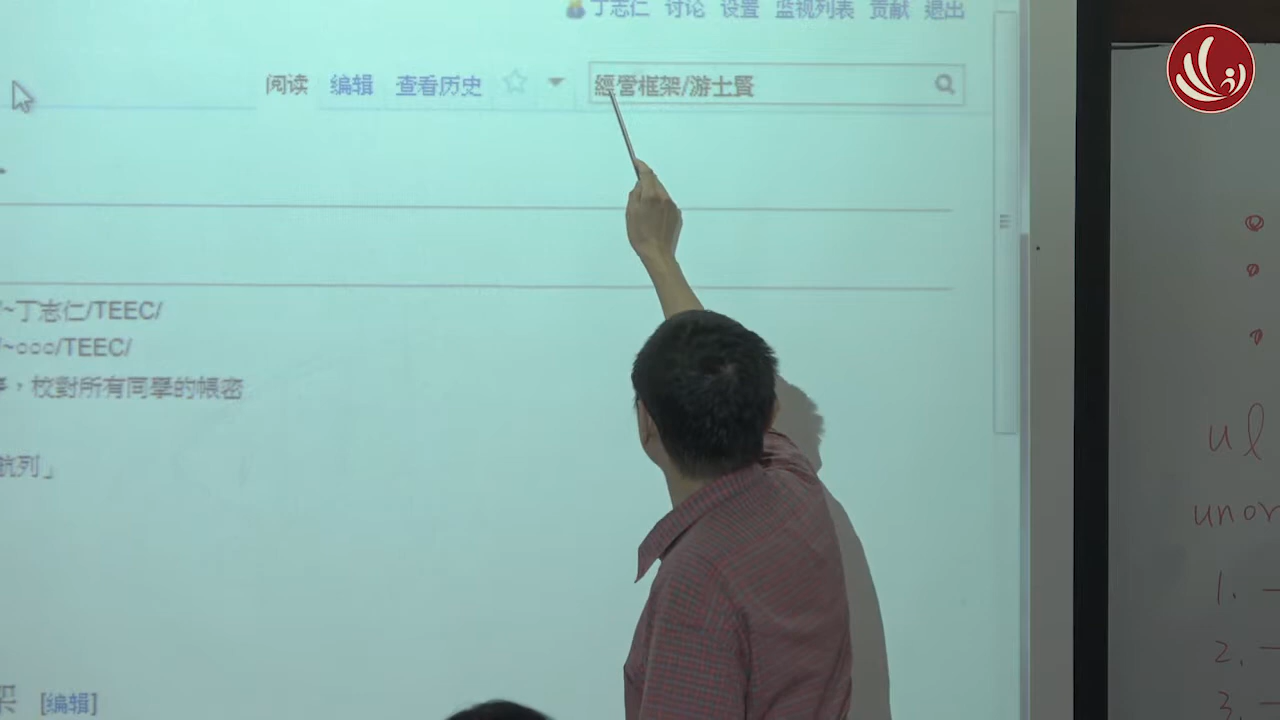 丁志仁 讨论 设置 监视列表 贡献 退出
阅读 编辑 查看历史 經營框架/游士賢
~丁志仁/TEEC/
~○○○/TEEC/
，校對所有同學的帳密
航列」
[编辑]
ul
unor
1.
2.
3.